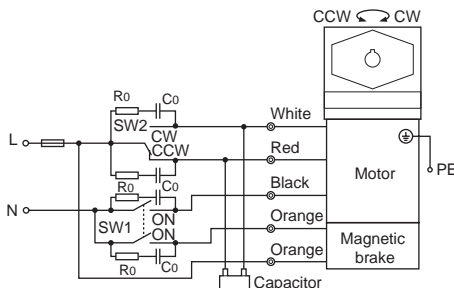 CCW CW
R0 C0
White
SW2
CW
L
CCW
Red
PE
R0 C0
Black
Motor
N
ON
Orange
SW1
ON
Magnetic
brake
Orange
R0 C0
Capacitor